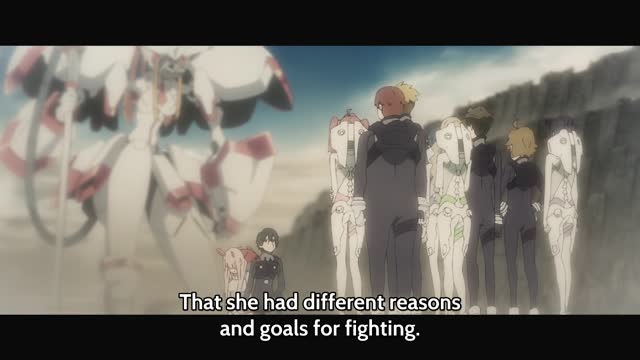 That she had different reasons
and goals for fighting.